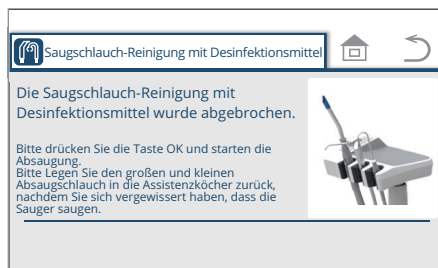 Saugschlauch-Reinigung mit Desinfektionsmittel
Die Saugschlauch-Reinigung mit
Desinfektionsmittel wurde abgebrochen.
Bitte drücken Sie die Taste OK und starten die
Absaugung.
Bitte Legen Sie den großen und kleinen
Absaugschlauch in die Assistenzköcher zurück,
nachdem Sie sich vergewissert haben, dass die
Sauger saugen.